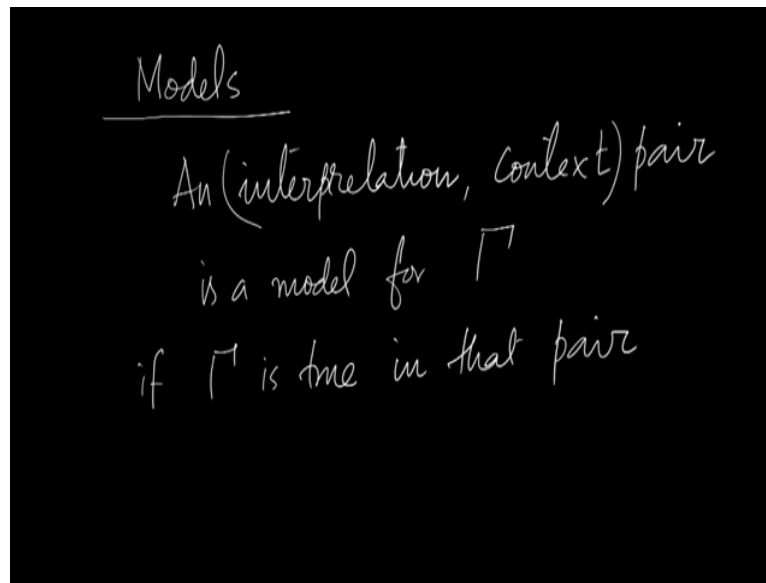 Models
An (interpretation, context) pair
is a model for Γ
if Γ is true in that pair